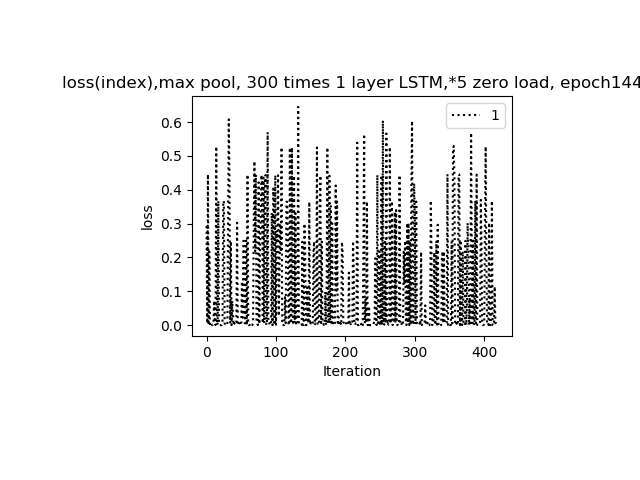 loss(index),max pool, 300 times 1 layer LSTM,*5 zero load, epoch144
1
0.6
0.5
0.4
0.3
0.2
0.1
0.0
loss
0 100 200 300 400
Iteration